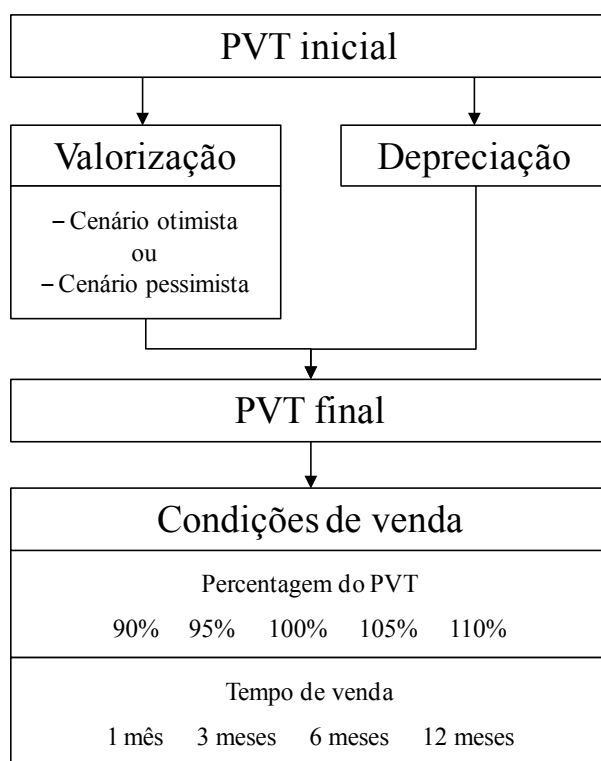 PVT inicial
Valorização
Depreciação
– Cenário otimista
ou
– Cenário pessimista
PVT final
Condições de venda
Percentagem do PVT
90% 95% 100% 105% 110%
Tempo de venda
1 mês 3 meses 6 meses 12 meses